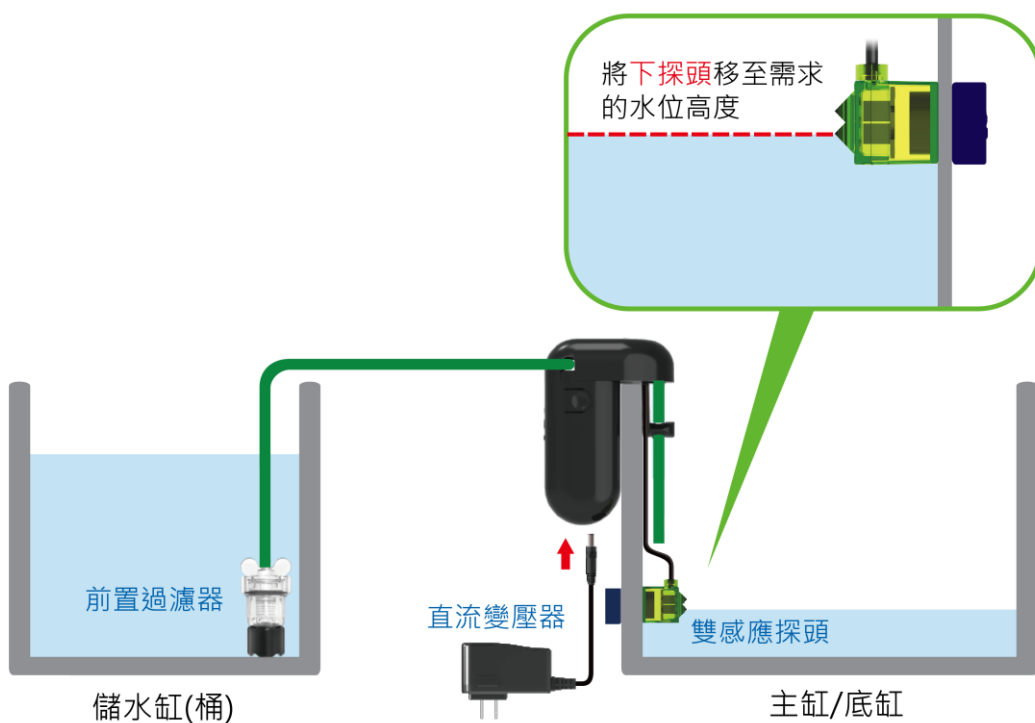 將下探頭移至需求
的水位高度
前置過濾器
直流變壓器
雙感應探頭
儲水缸(桶)
主缸/底缸